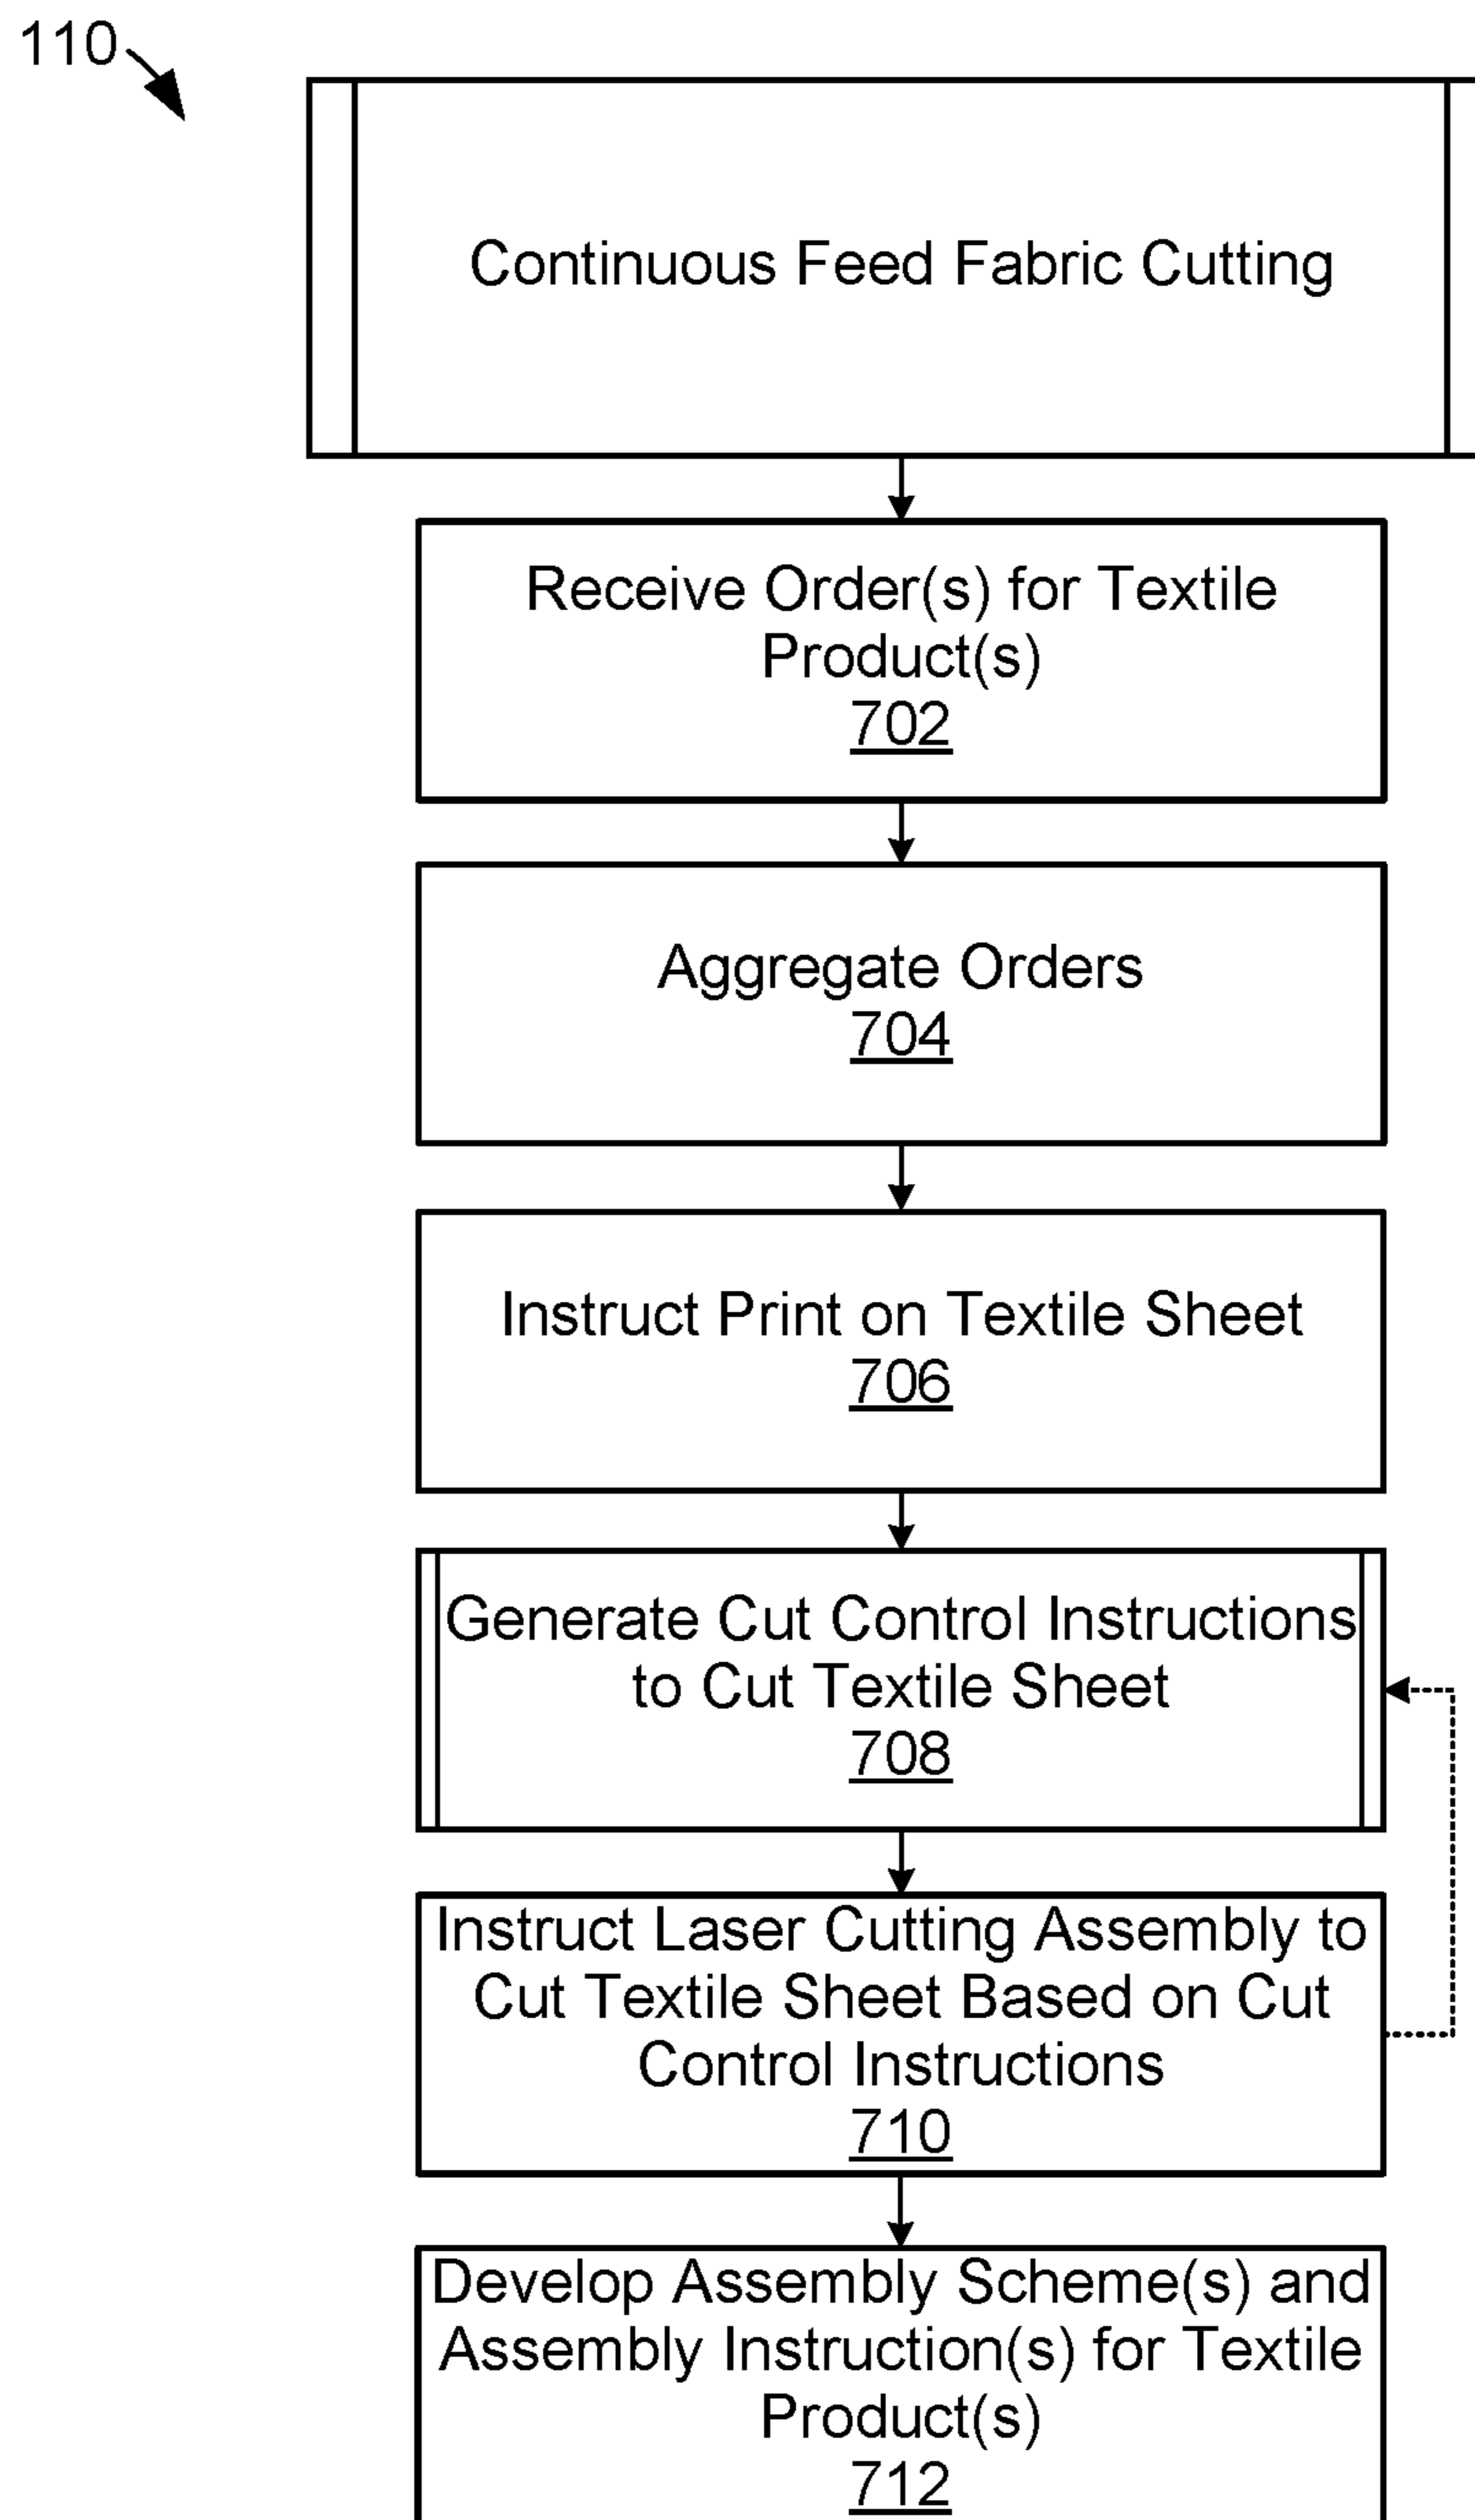 110
Continuous Feed Fabric Cutting
Receive Order(s) for Textile
Product(s)
702
Aggregate Orders
704
Instruct Print on Textile Sheet
706
Generate Cut Control Instructions
to Cut Textile Sheet
708
Instruct Laser Cutting Assembly to
Cut Textile Sheet Based on Cut
Control Instructions
710
Develop Assembly Scheme(s) and
Assembly Instruction(s) for Textile
Product(s)
712